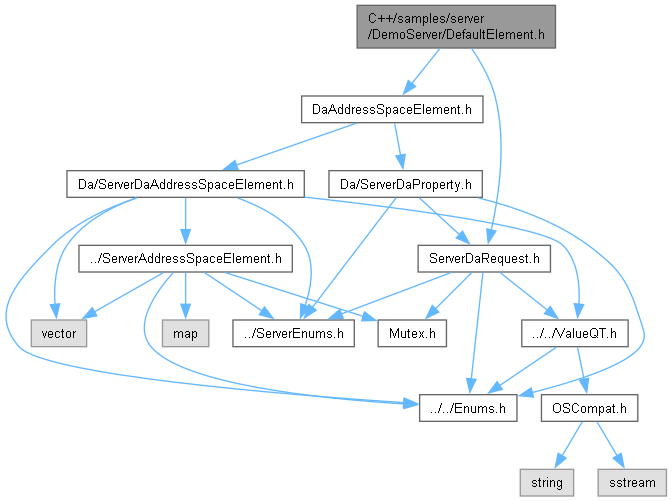 C++/samples/server
/DemoServer/DefaultElement.h
DaAddressSpaceElement.h
Da/ServerDaAddressSpaceElement.h
Da/ServerDaProperty.h
../ServerAddressSpaceElement.h
ServerDaRequest.h
vector
map
../ServerEnums.h
Mutex.h
../../ValueQT.h
../../Enums.h
OSCompat.h
string
sstream